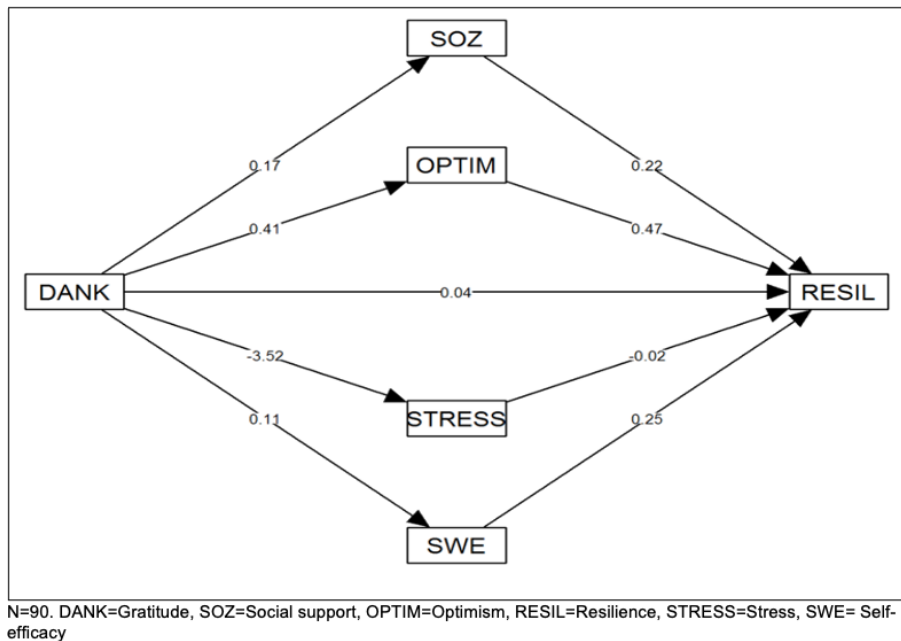 SOZ
0.17
0.22
OPTIM
0.41
0.47
DANK
0.04
RESIL
-3.52
-0.02
STRESS
0.11
0.25
SWE
N=90. DANK=Gratitude, SOZ=Social support, OPTIM=Optimism, RESIL=Resilience, STRESS=Stress, SWE= Self-
efficacy